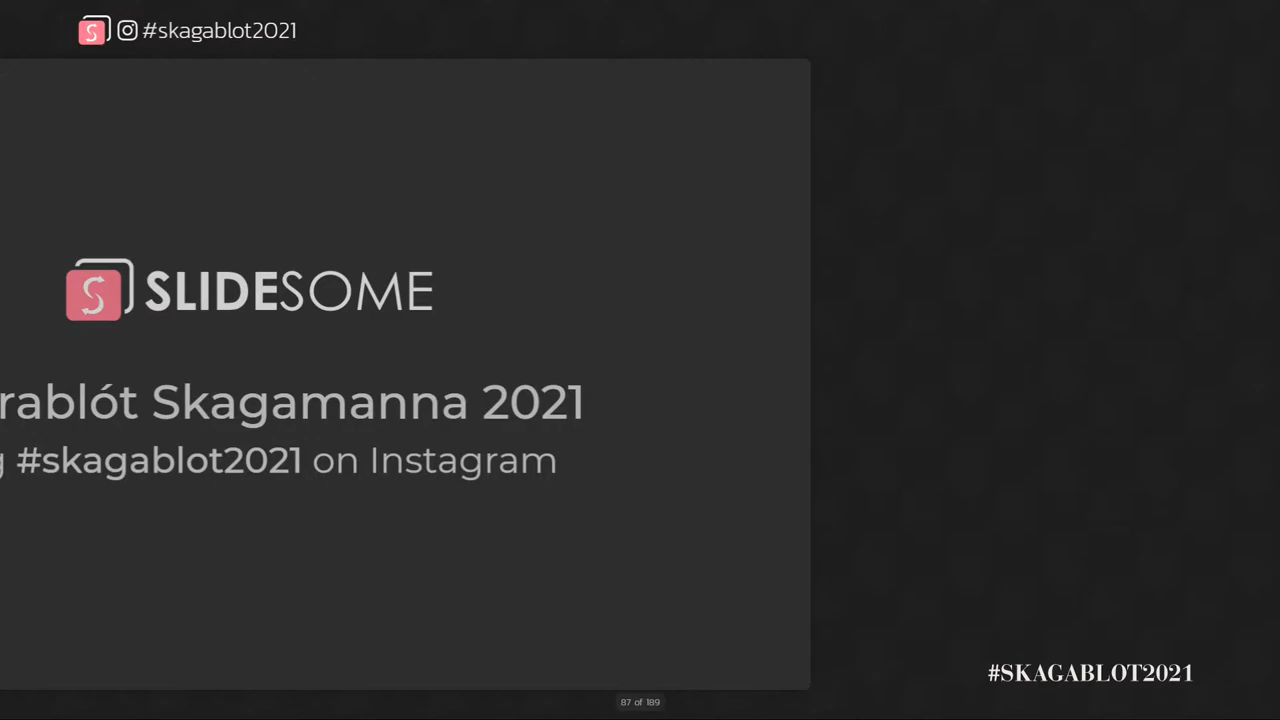 #skagablot2021
SLIDESOME
rablót Skagamanna 2021
#skagablot2021 on Instagram
87 of 189
#SKAGABLOT2021